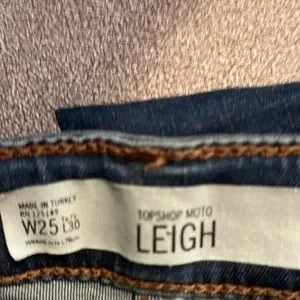 MADE IN TURKEY
W25 L30
TOPSHOP MOTO
LEIGH